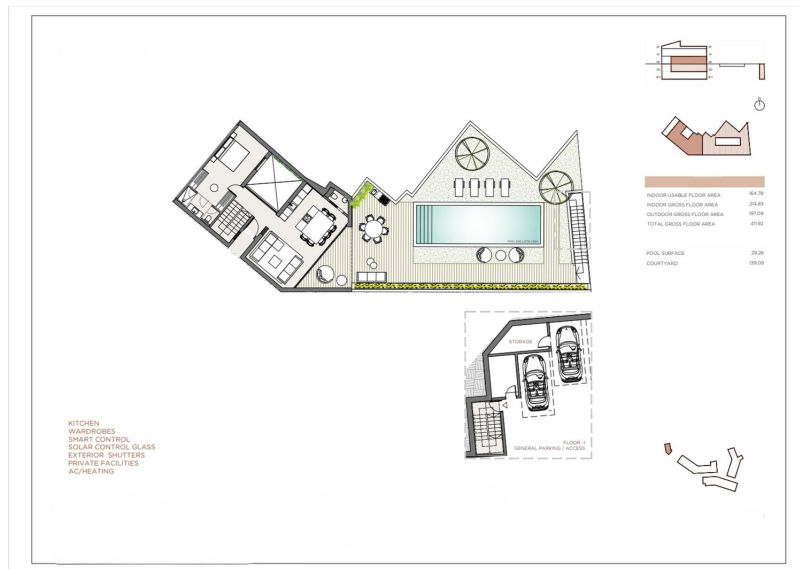 N
INDOOR USABLE FLOOR AREA 164,78
INDOOR GROSS FLOOR AREA 214,83
OUTDOOR GROSS FLOOR AREA 197,09
TOTAL GROSS FLOOR AREA 411.92
POOL SURFACE 29.26
COURTYARD 139.09
STORAGE
FLOOR -1
GENERAL PARKING / ACCESS
KITCHEN
WARDROBES
SMART CONTROL
SOLAR CONTROL GLASS
EXTERIOR SHUTTERS
PRIVATE FACILITIES
AC/HEATING